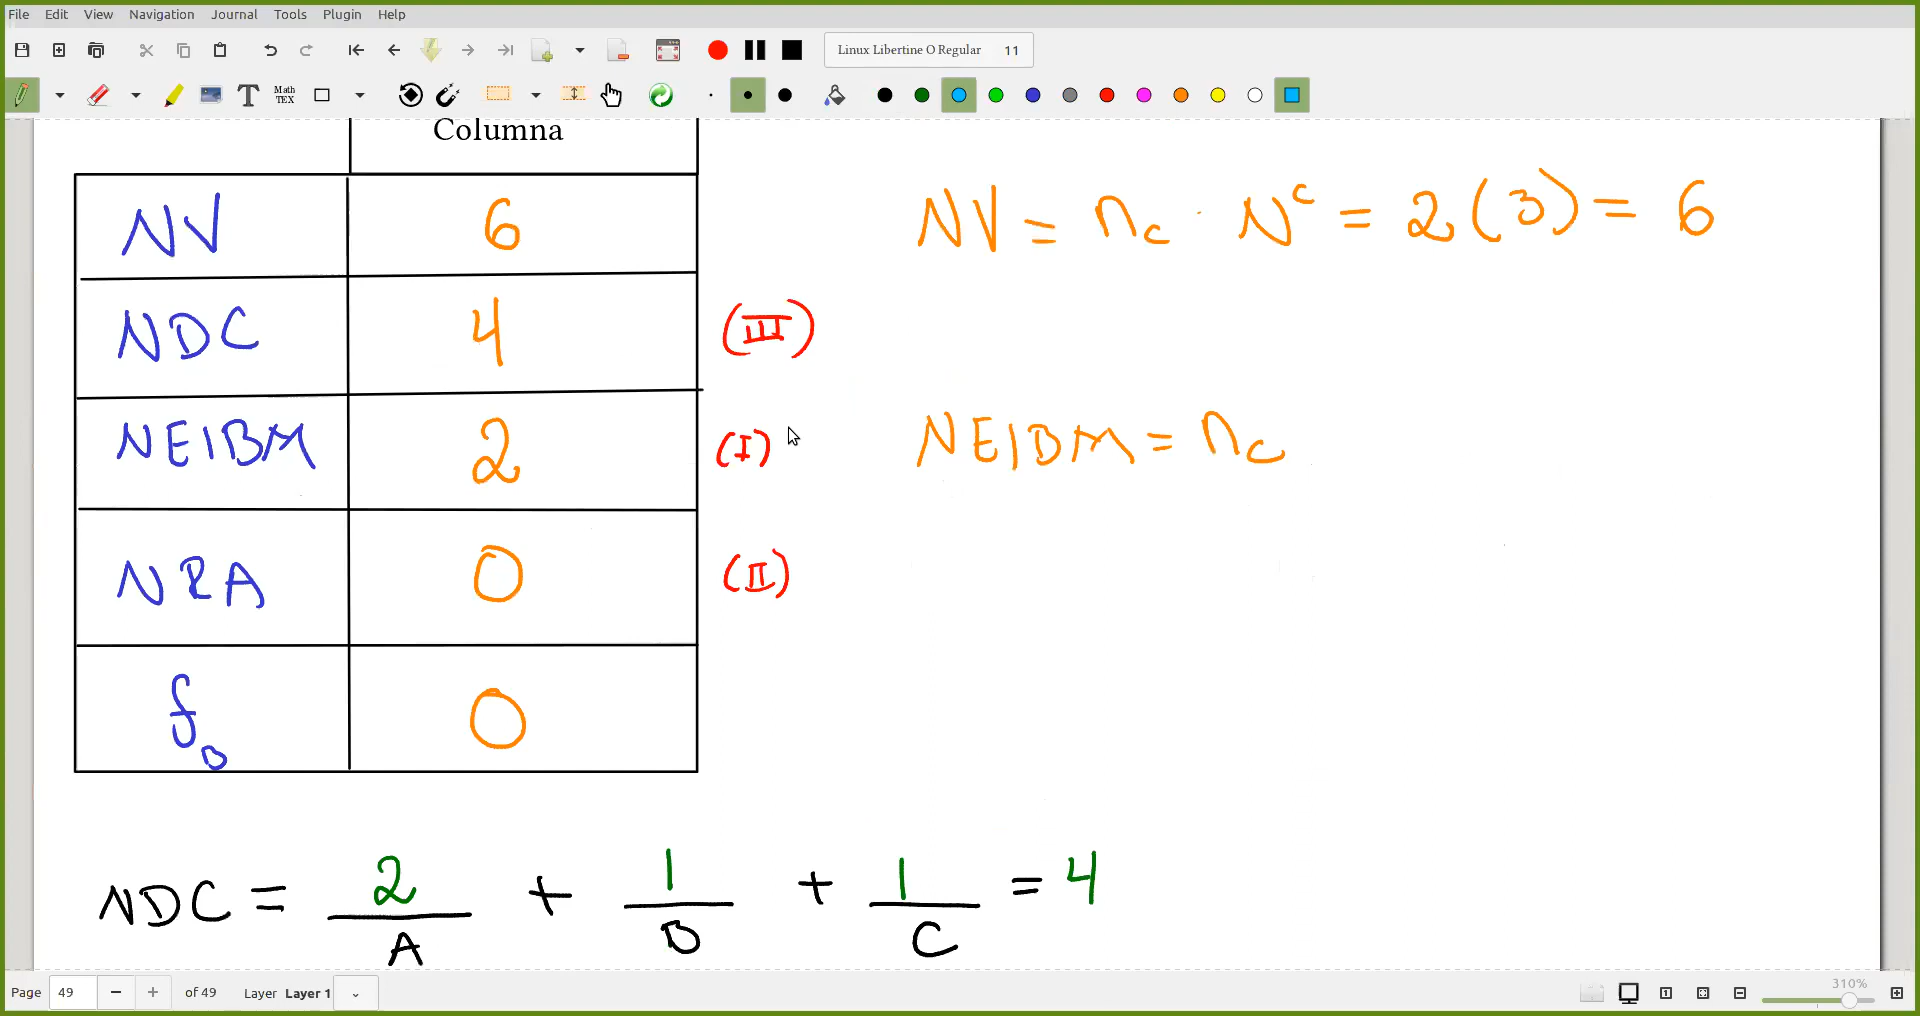 File Edit View Navigation Journal Tools Plugin Help
Linux Libertine O Regular 11
T Math TEX
Columna
NV 6
NV = nc · Nᶜ = 2 (3) = 6
NDC 4 (III)
NEIBM 2 (I)
NEIBM = nc
NRA 0 (II)
fD 0
NDC = 2/A + 1/D + 1/C = 4
Page 49 − + of 49 Layer Layer 1
310%